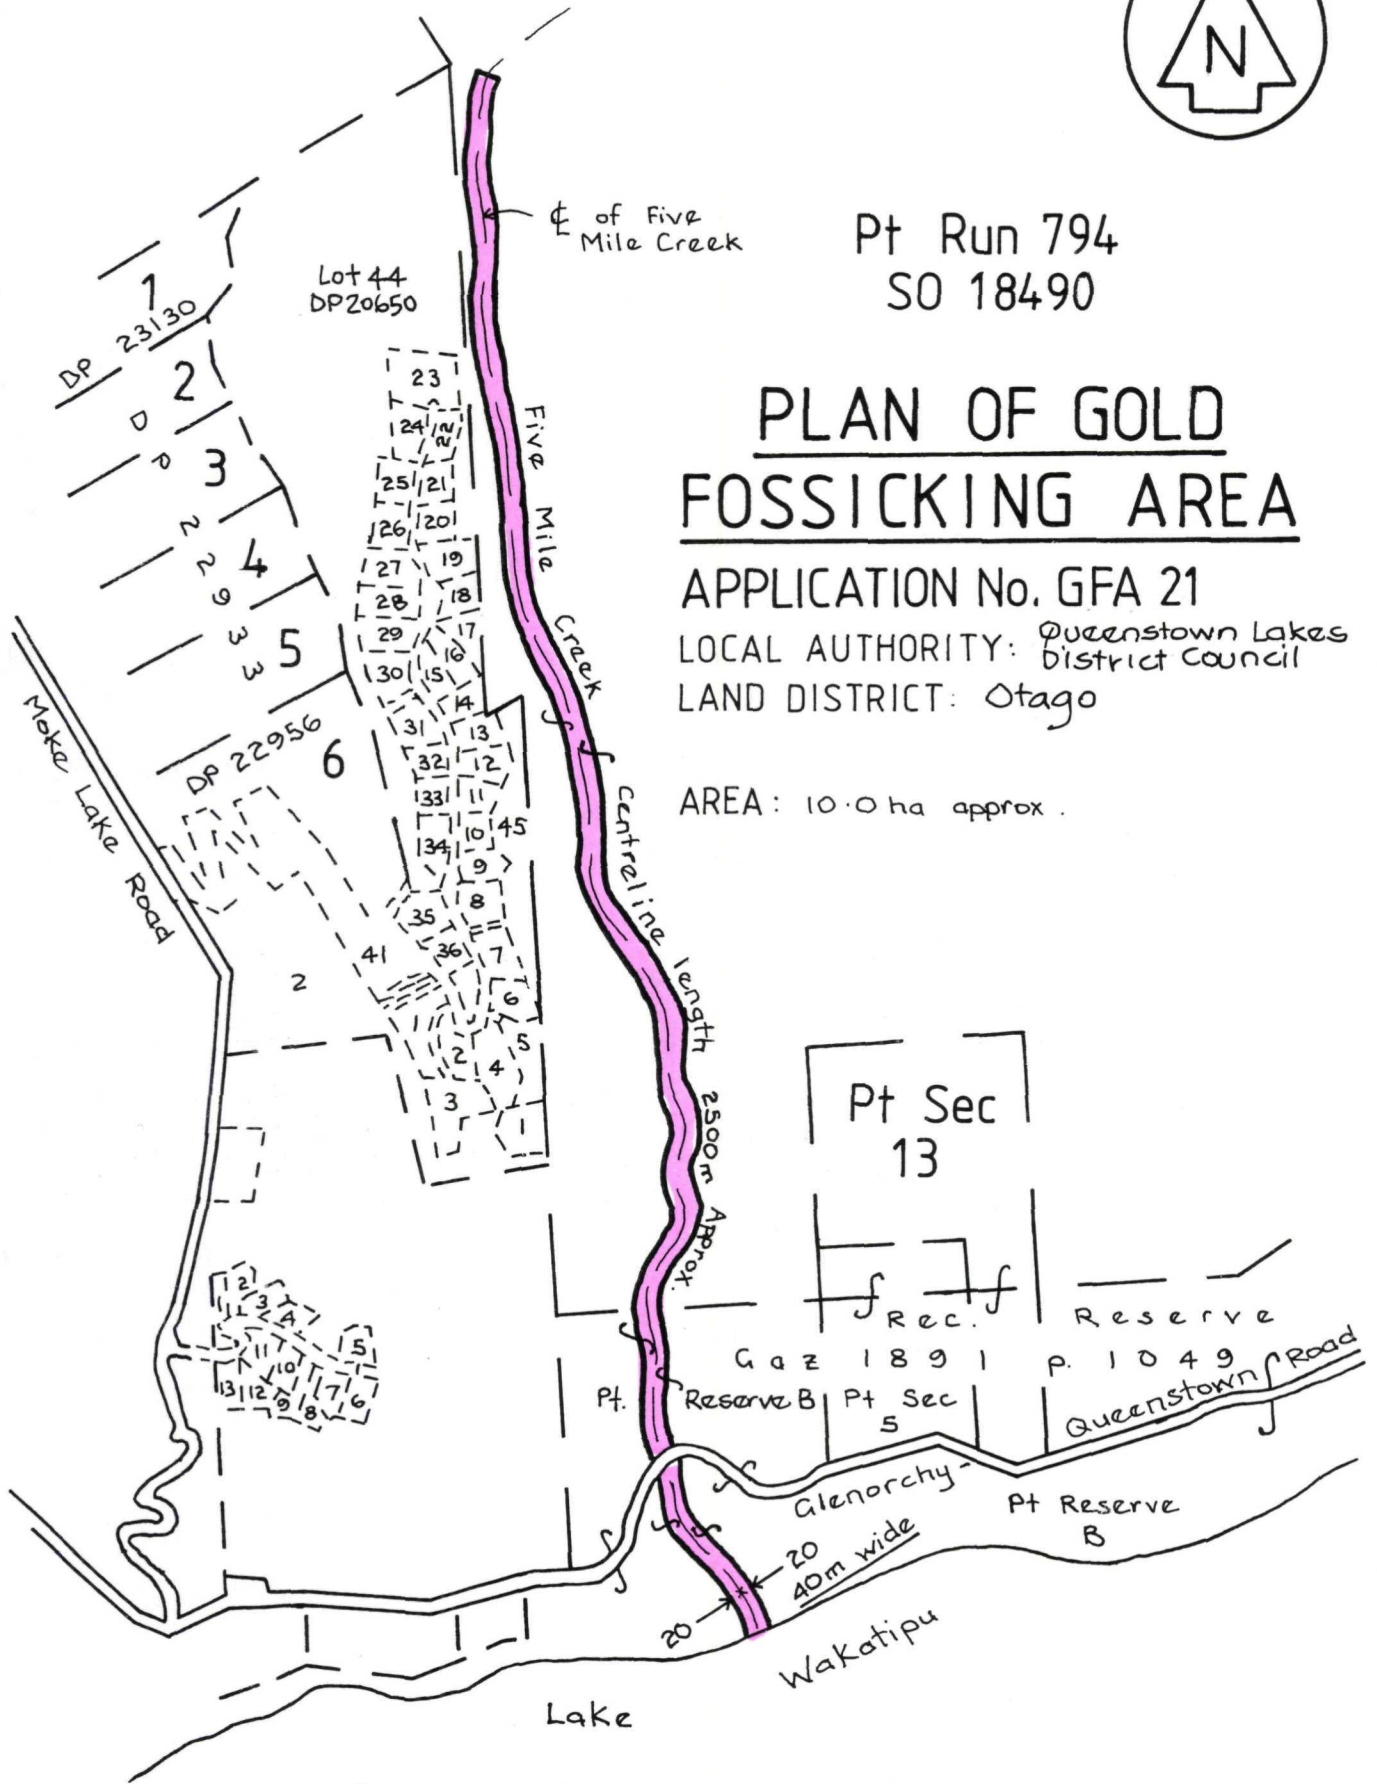 N
℄ of Five
Mile Creek
Pt Run 794
SO 18490
PLAN OF GOLD
FOSSICKING AREA
APPLICATION No. GFA 21
LOCAL AUTHORITY: Queenstown Lakes
District Council
LAND DISTRICT: Otago
AREA: 10.0 ha approx.
Lot 44
DP 20650
1
DP 23130
2
3
4
5
DP 22933
DP 22956
6
23
24
22
25
21
26
20
27
19
28
18
29
17
30
16
15
14
31
13
32
12
33
11
34
10
45
9
35
8
36
7
41
6
2
5
2
4
3
1
Five Mile Creek
Centreline length 2500m Approx.
Moke Lake Road
Pt Sec
13
2
3
4
1
5
11
10
13
12
9
8
7
6
Rec. Reserve
Gaz 1891 p. 1049
Pt. Reserve B
Pt Sec
5
Glenorchy - Queenstown Road
Pt Reserve
B
20
40m wide
20
Lake Wakatipu